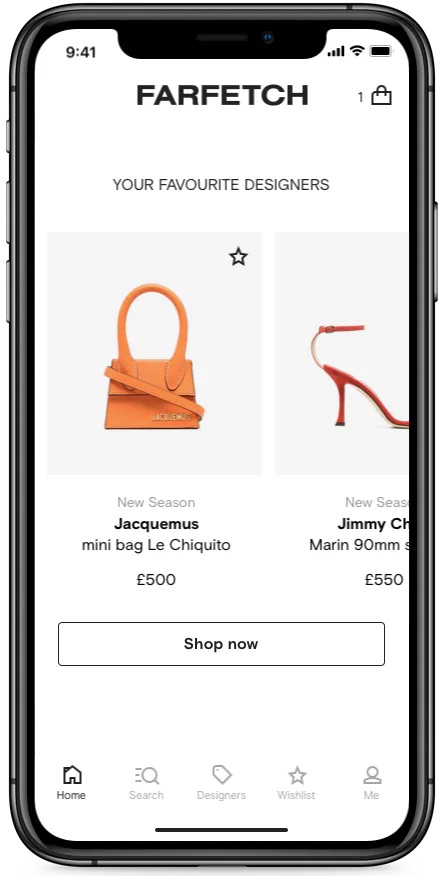 9:41
FARFETCH
1
YOUR FAVOURITE DESIGNERS
JACQUEMUS
New Season
Jacquemus
mini bag Le Chiquito
£500
New Seas
Jimmy Ch
Marin 90mm s
£550
Shop now
Home
Search
Designers
Wishlist
Me